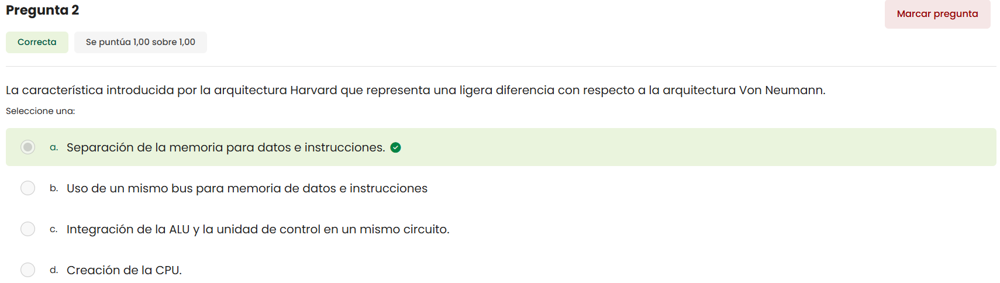 Pregunta 2
Marcar pregunta
Correcta
Se puntúa 1,00 sobre 1,00
La característica introducida por la arquitectura Harvard que representa una ligera diferencia con respecto a la arquitectura Von Neumann.
Seleccione una:
a. Separación de la memoria para datos e instrucciones.
b. Uso de un mismo bus para memoria de datos e instrucciones
c. Integración de la ALU y la unidad de control en un mismo circuito.
d. Creación de la CPU.